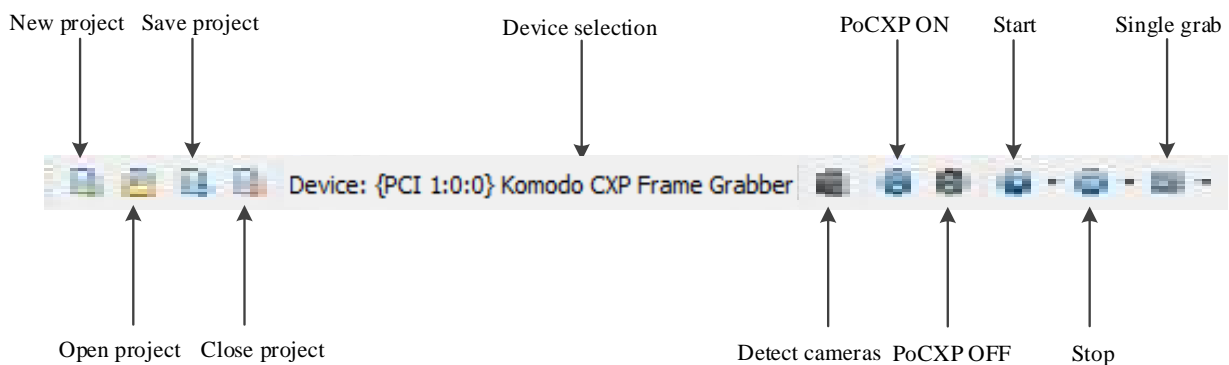 New project Save project Device selection PoCXP ON Start Single grab
Device: {PCI 1:0:0} Komodo CXP Frame Grabber
Open project Close project Detect cameras PoCXP OFF Stop